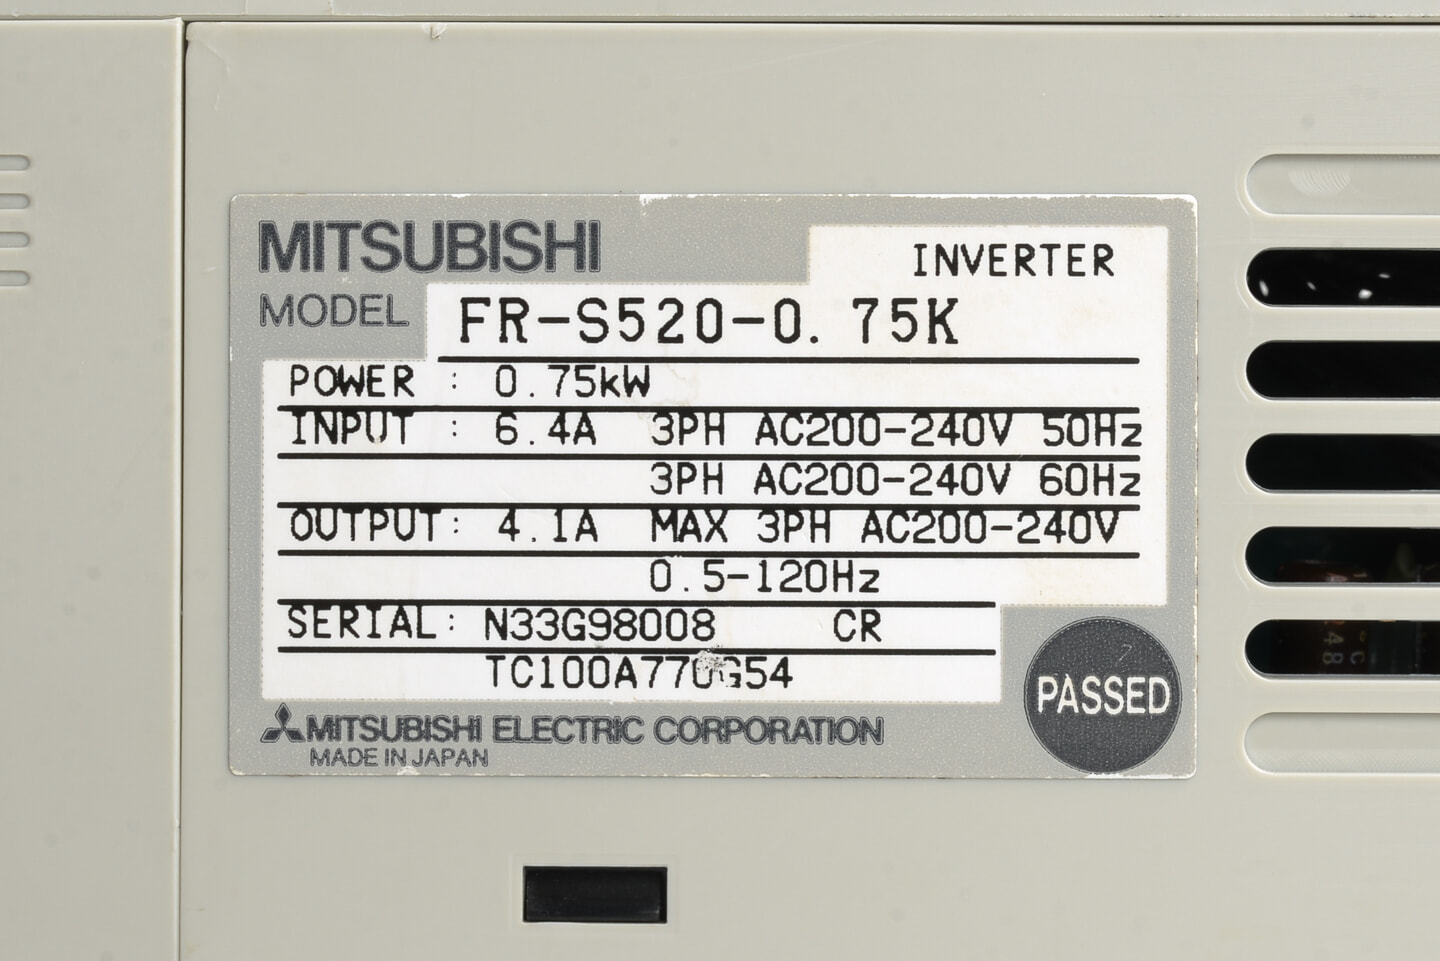 MITSUBISHI
INVERTER
MODEL FR-S520-0.75K
POWER : 0.75kW
INPUT : 6.4A 3PH AC200-240V 50Hz
3PH AC200-240V 60Hz
OUTPUT: 4.1A MAX 3PH AC200-240V
0.5-120Hz
SERIAL: N33G98008 CR
TC100A770G54
PASSED
MITSUBISHI ELECTRIC CORPORATION
MADE IN JAPAN